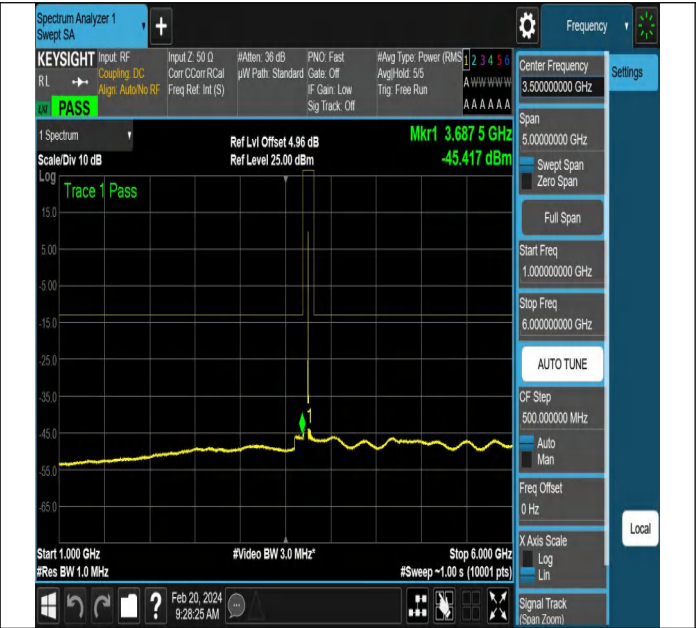 Spectrum Analyzer 1
Swept SA
+
Frequency
KEYSIGHT
RL
PASS
Input: RF
Coupling: DC
Align: Auto/No RF
Input Z: 50 Ω
Corr CCorr RCal
Freq Ref: Int (S)
#Atten: 36 dB
µW Path: Standard
PNO: Fast
Gate: Off
IF Gain: Low
Sig Track: Off
#Avg Type: Power (RMS
Avg|Hold: 5/5
Trig: Free Run
1 2 3 4 5 6
A W W W W W
A A A A A A
1 Spectrum
Scale/Div 10 dB
Ref Lvl Offset 4.96 dB
Ref Level 25.00 dBm
Mkr1 3.687 5 GHz
-45.417 dBm
Log
Trace 1 Pass
15.0
5.00
-5.00
-15.0
-25.0
-35.0
-45.0
-55.0
-65.0
1
Start 1.000 GHz
#Res BW 1.0 MHz
#Video BW 3.0 MHz*
Stop 6.000 GHz
#Sweep ~1.00 s (10001 pts)
?
Feb 20, 2024
9:28:25 AM
Center Frequency
3.500000000 GHz
Settings
Span
5.00000000 GHz
Swept Span
Zero Span
Full Span
Start Freq
1.000000000 GHz
Stop Freq
6.000000000 GHz
AUTO TUNE
CF Step
500.000000 MHz
Auto
Man
Freq Offset
0 Hz
Local
X Axis Scale
Log
Lin
Signal Track
(Span Zoom)